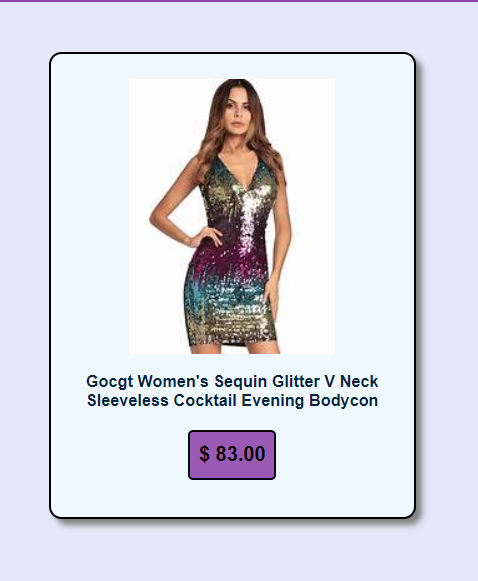 Gocgt Women's Sequin Glitter V Neck
Sleeveless Cocktail Evening Bodycon
$ 83.00